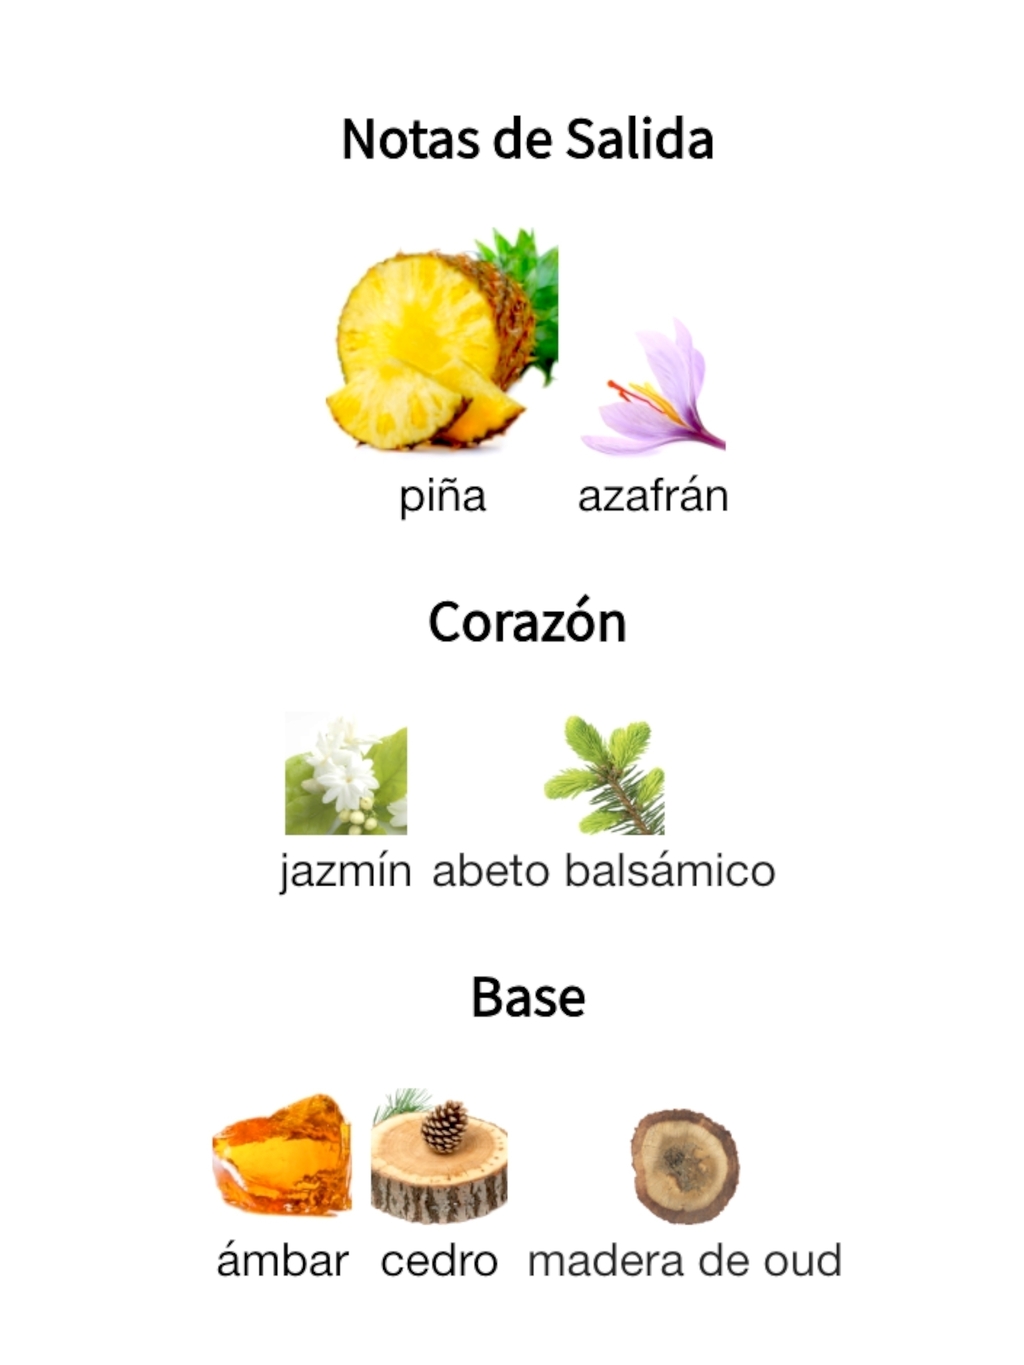 Notas de Salida
piña azafrán
Corazón
jazmín abeto balsámico
Base
ámbar cedro madera de oud